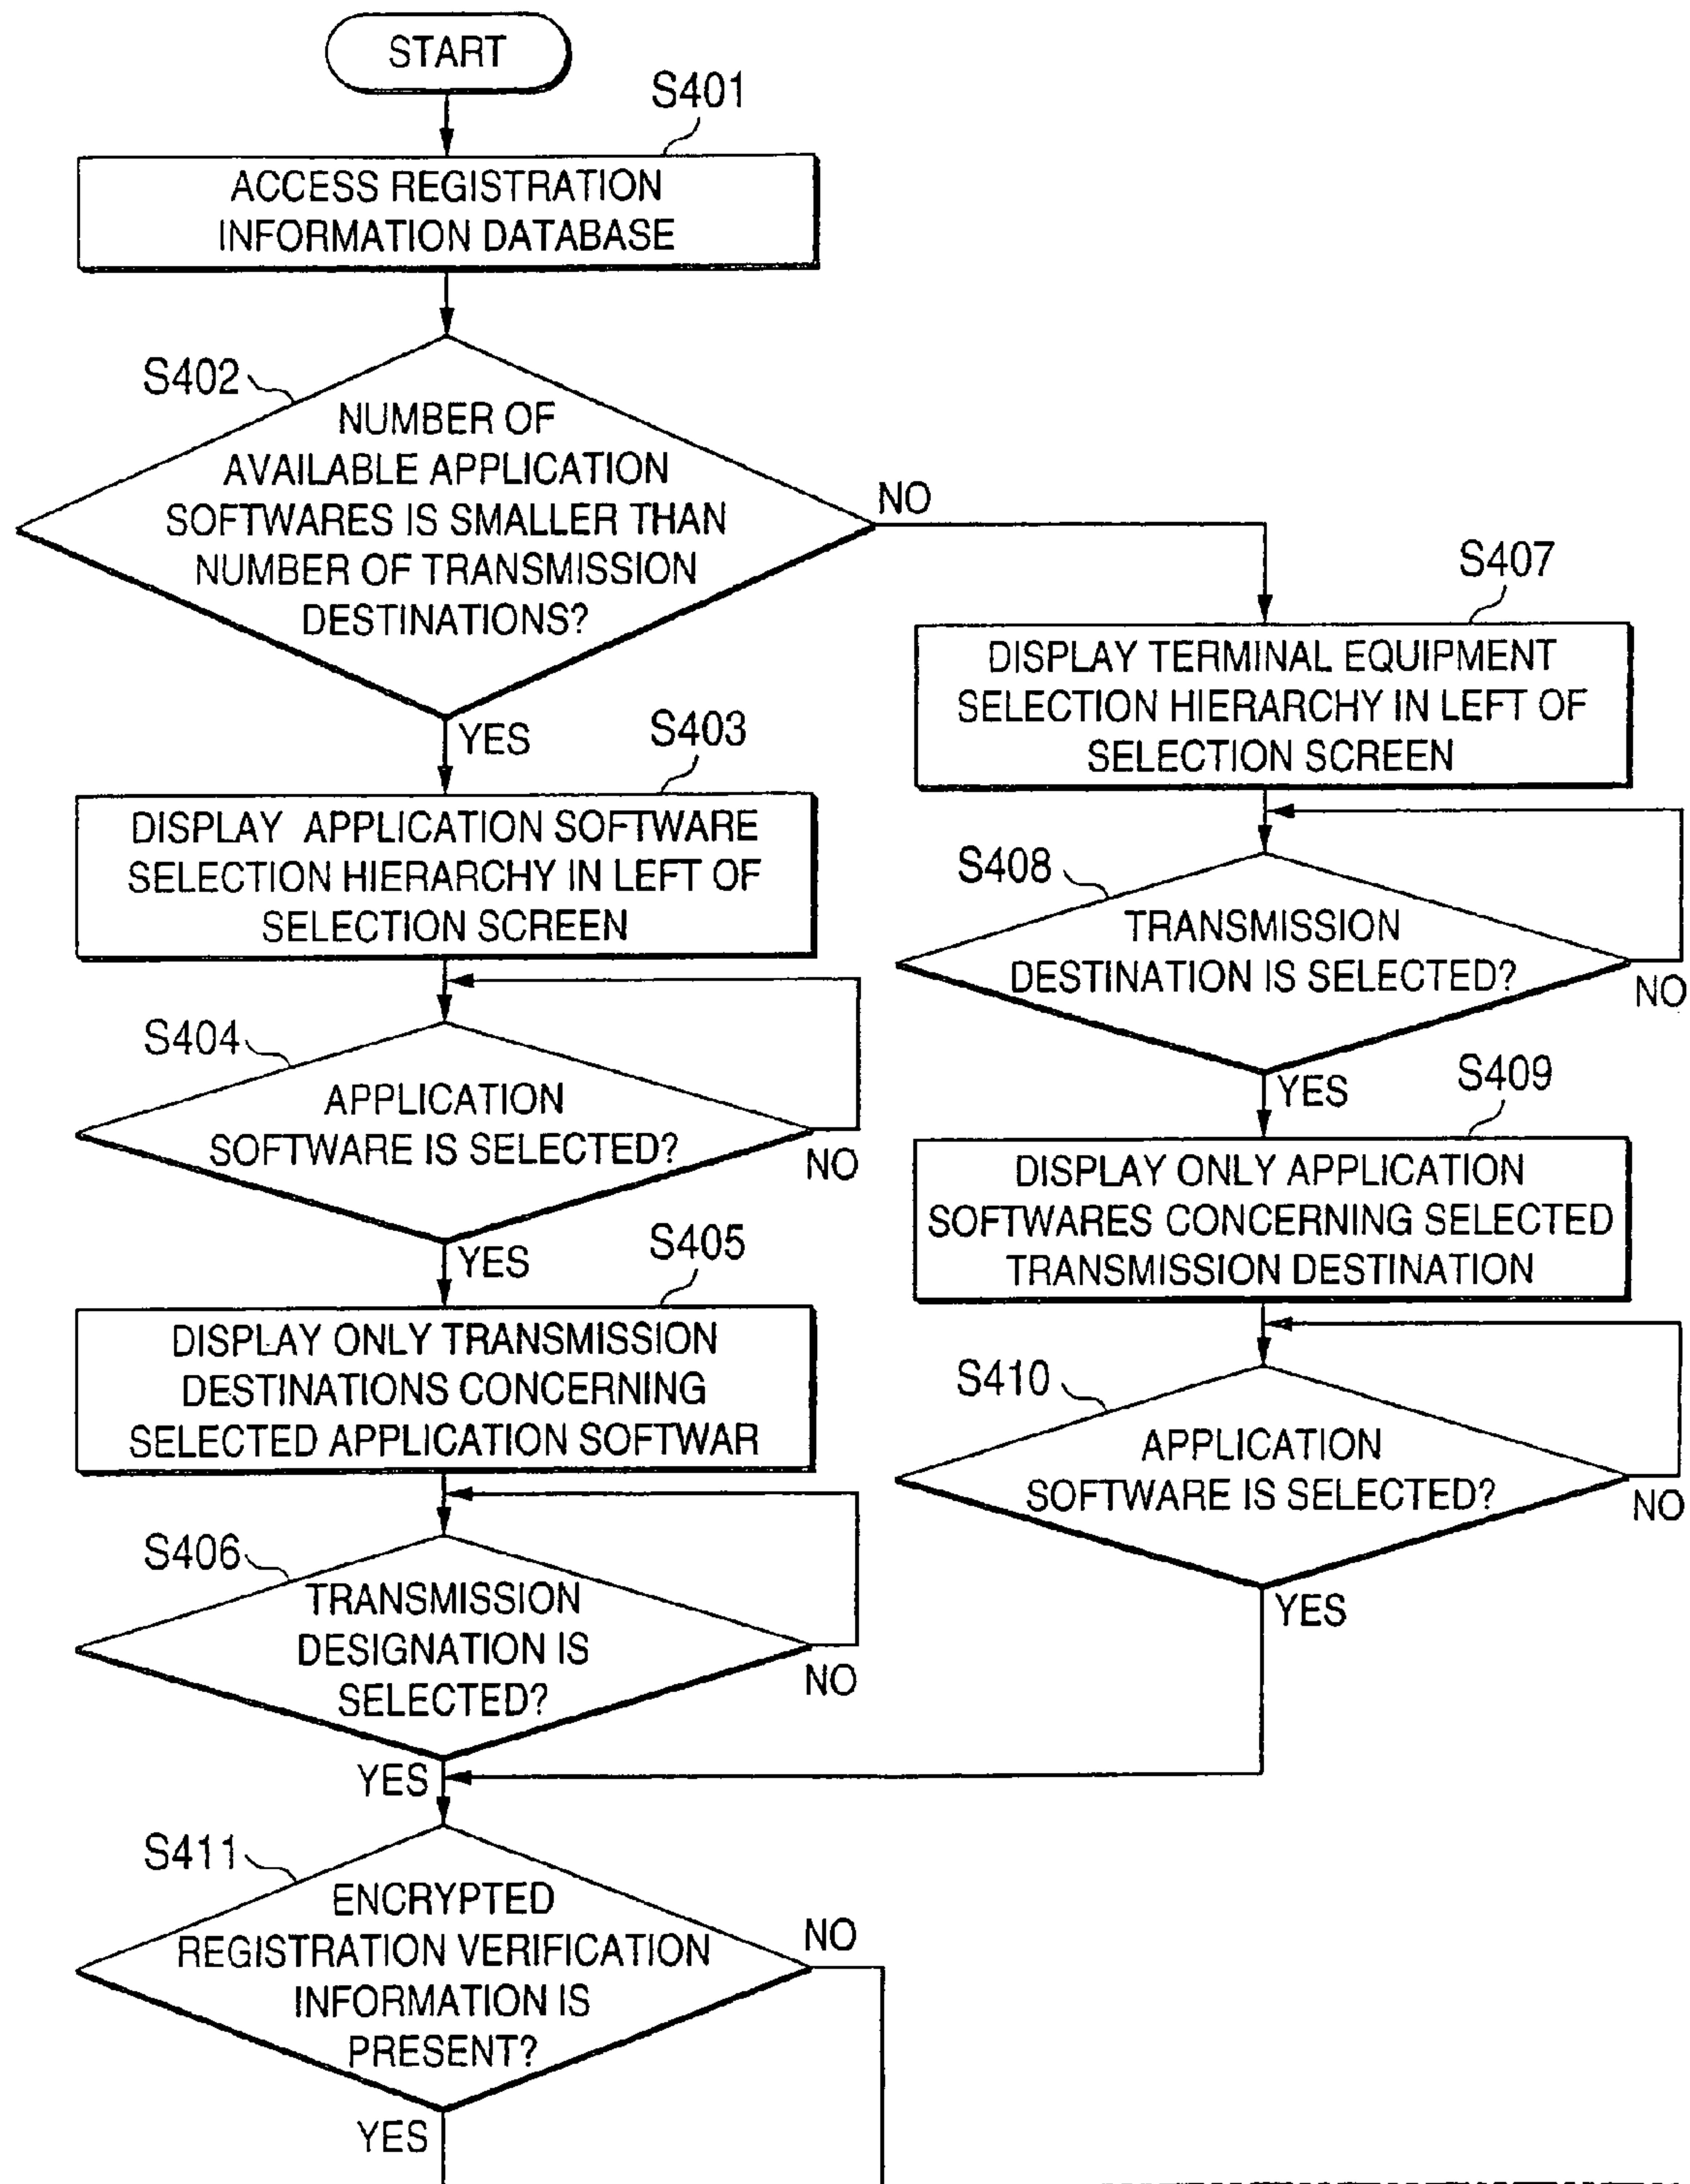 START
S401
ACCESS REGISTRATION
INFORMATION DATABASE
S402
NUMBER OF
AVAILABLE APPLICATION
SOFTWARES IS SMALLER THAN
NUMBER OF TRANSMISSION
DESTINATIONS?
NO
YES
S403
DISPLAY APPLICATION SOFTWARE
SELECTION HIERARCHY IN LEFT OF
SELECTION SCREEN
S404
APPLICATION
SOFTWARE IS SELECTED?
NO
YES
S405
DISPLAY ONLY TRANSMISSION
DESTINATIONS CONCERNING
SELECTED APPLICATION SOFTWAR
S406
TRANSMISSION
DESIGNATION IS
SELECTED?
NO
YES
S407
DISPLAY TERMINAL EQUIPMENT
SELECTION HIERARCHY IN LEFT OF
SELECTION SCREEN
S408
TRANSMISSION
DESTINATION IS SELECTED?
NO
YES
S409
DISPLAY ONLY APPLICATION
SOFTWARES CONCERNING SELECTED
TRANSMISSION DESTINATION
S410
APPLICATION
SOFTWARE IS SELECTED?
NO
YES
S411
ENCRYPTED
REGISTRATION VERIFICATION
INFORMATION IS
PRESENT?
NO
YES